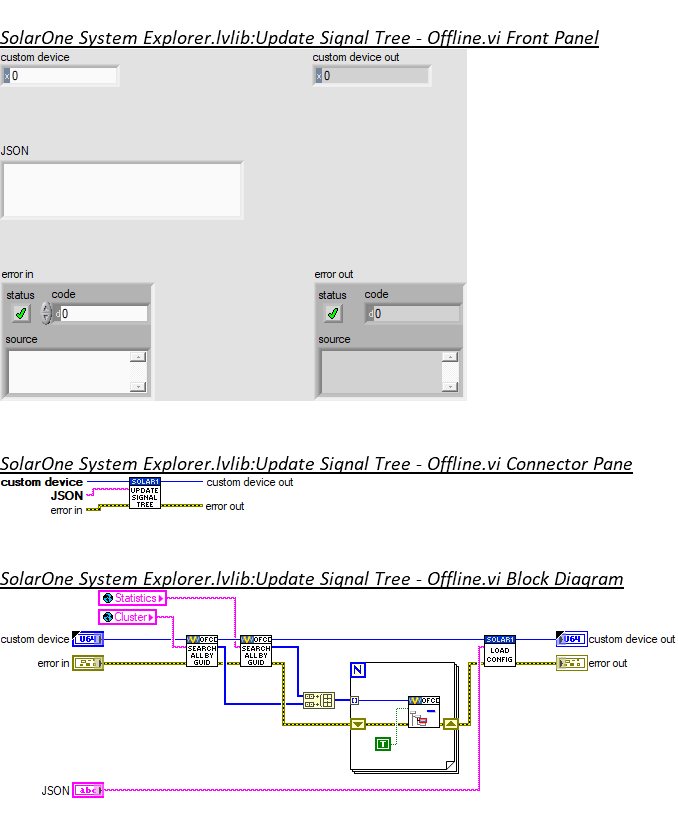 SolarOne System Explorer.lvlib:Update Signal Tree - Offline.vi Front Panel
custom device
custom device out
x 0
x 0
JSON
error in
error out
status
code
status
code
d 0
d 0
source
source
SolarOne System Explorer.lvlib:Update Signal Tree - Offline.vi Connector Pane
custom device
SOLAR1
custom device out
JSON
UPDATE
SIGNAL
error in
TREE
error out
SolarOne System Explorer.lvlib:Update Signal Tree - Offline.vi Block Diagram
Statistics
Cluster
custom device
U64
OFCD
OFCD
SOLAR1
U64
custom device out
error in
SEARCH
ALL BY
GUID
SEARCH
ALL BY
GUID
LOAD
CONFIG
error out
N
OFCD
T
JSON
abc